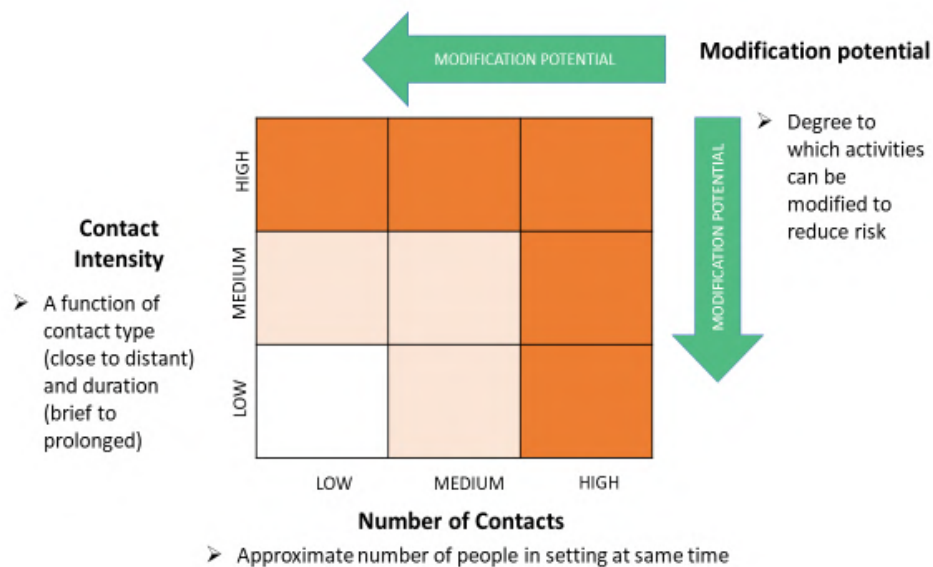 MODIFICATION POTENTIAL
Modification potential
➢ Degree to
which activities
can be
modified to
reduce risk
MODIFICATION POTENTIAL
Contact
Intensity
➢ A function of
contact type
(close to distant)
and duration
(brief to
prolonged)
HIGH
MEDIUM
LOW
LOW MEDIUM HIGH
Number of Contacts
➢ Approximate number of people in setting at same time